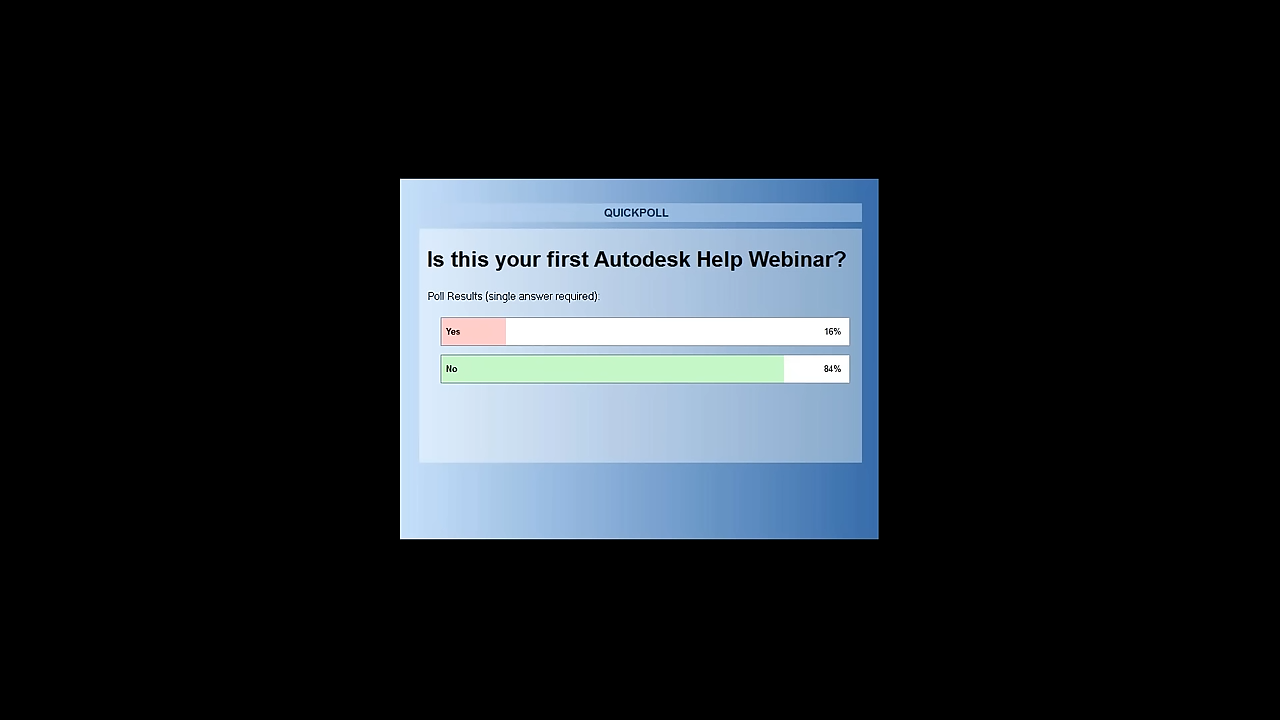 QUICKPOLL
Is this your first Autodesk Help Webinar?
Poll Results (single answer required):
Yes 16%
No 84%